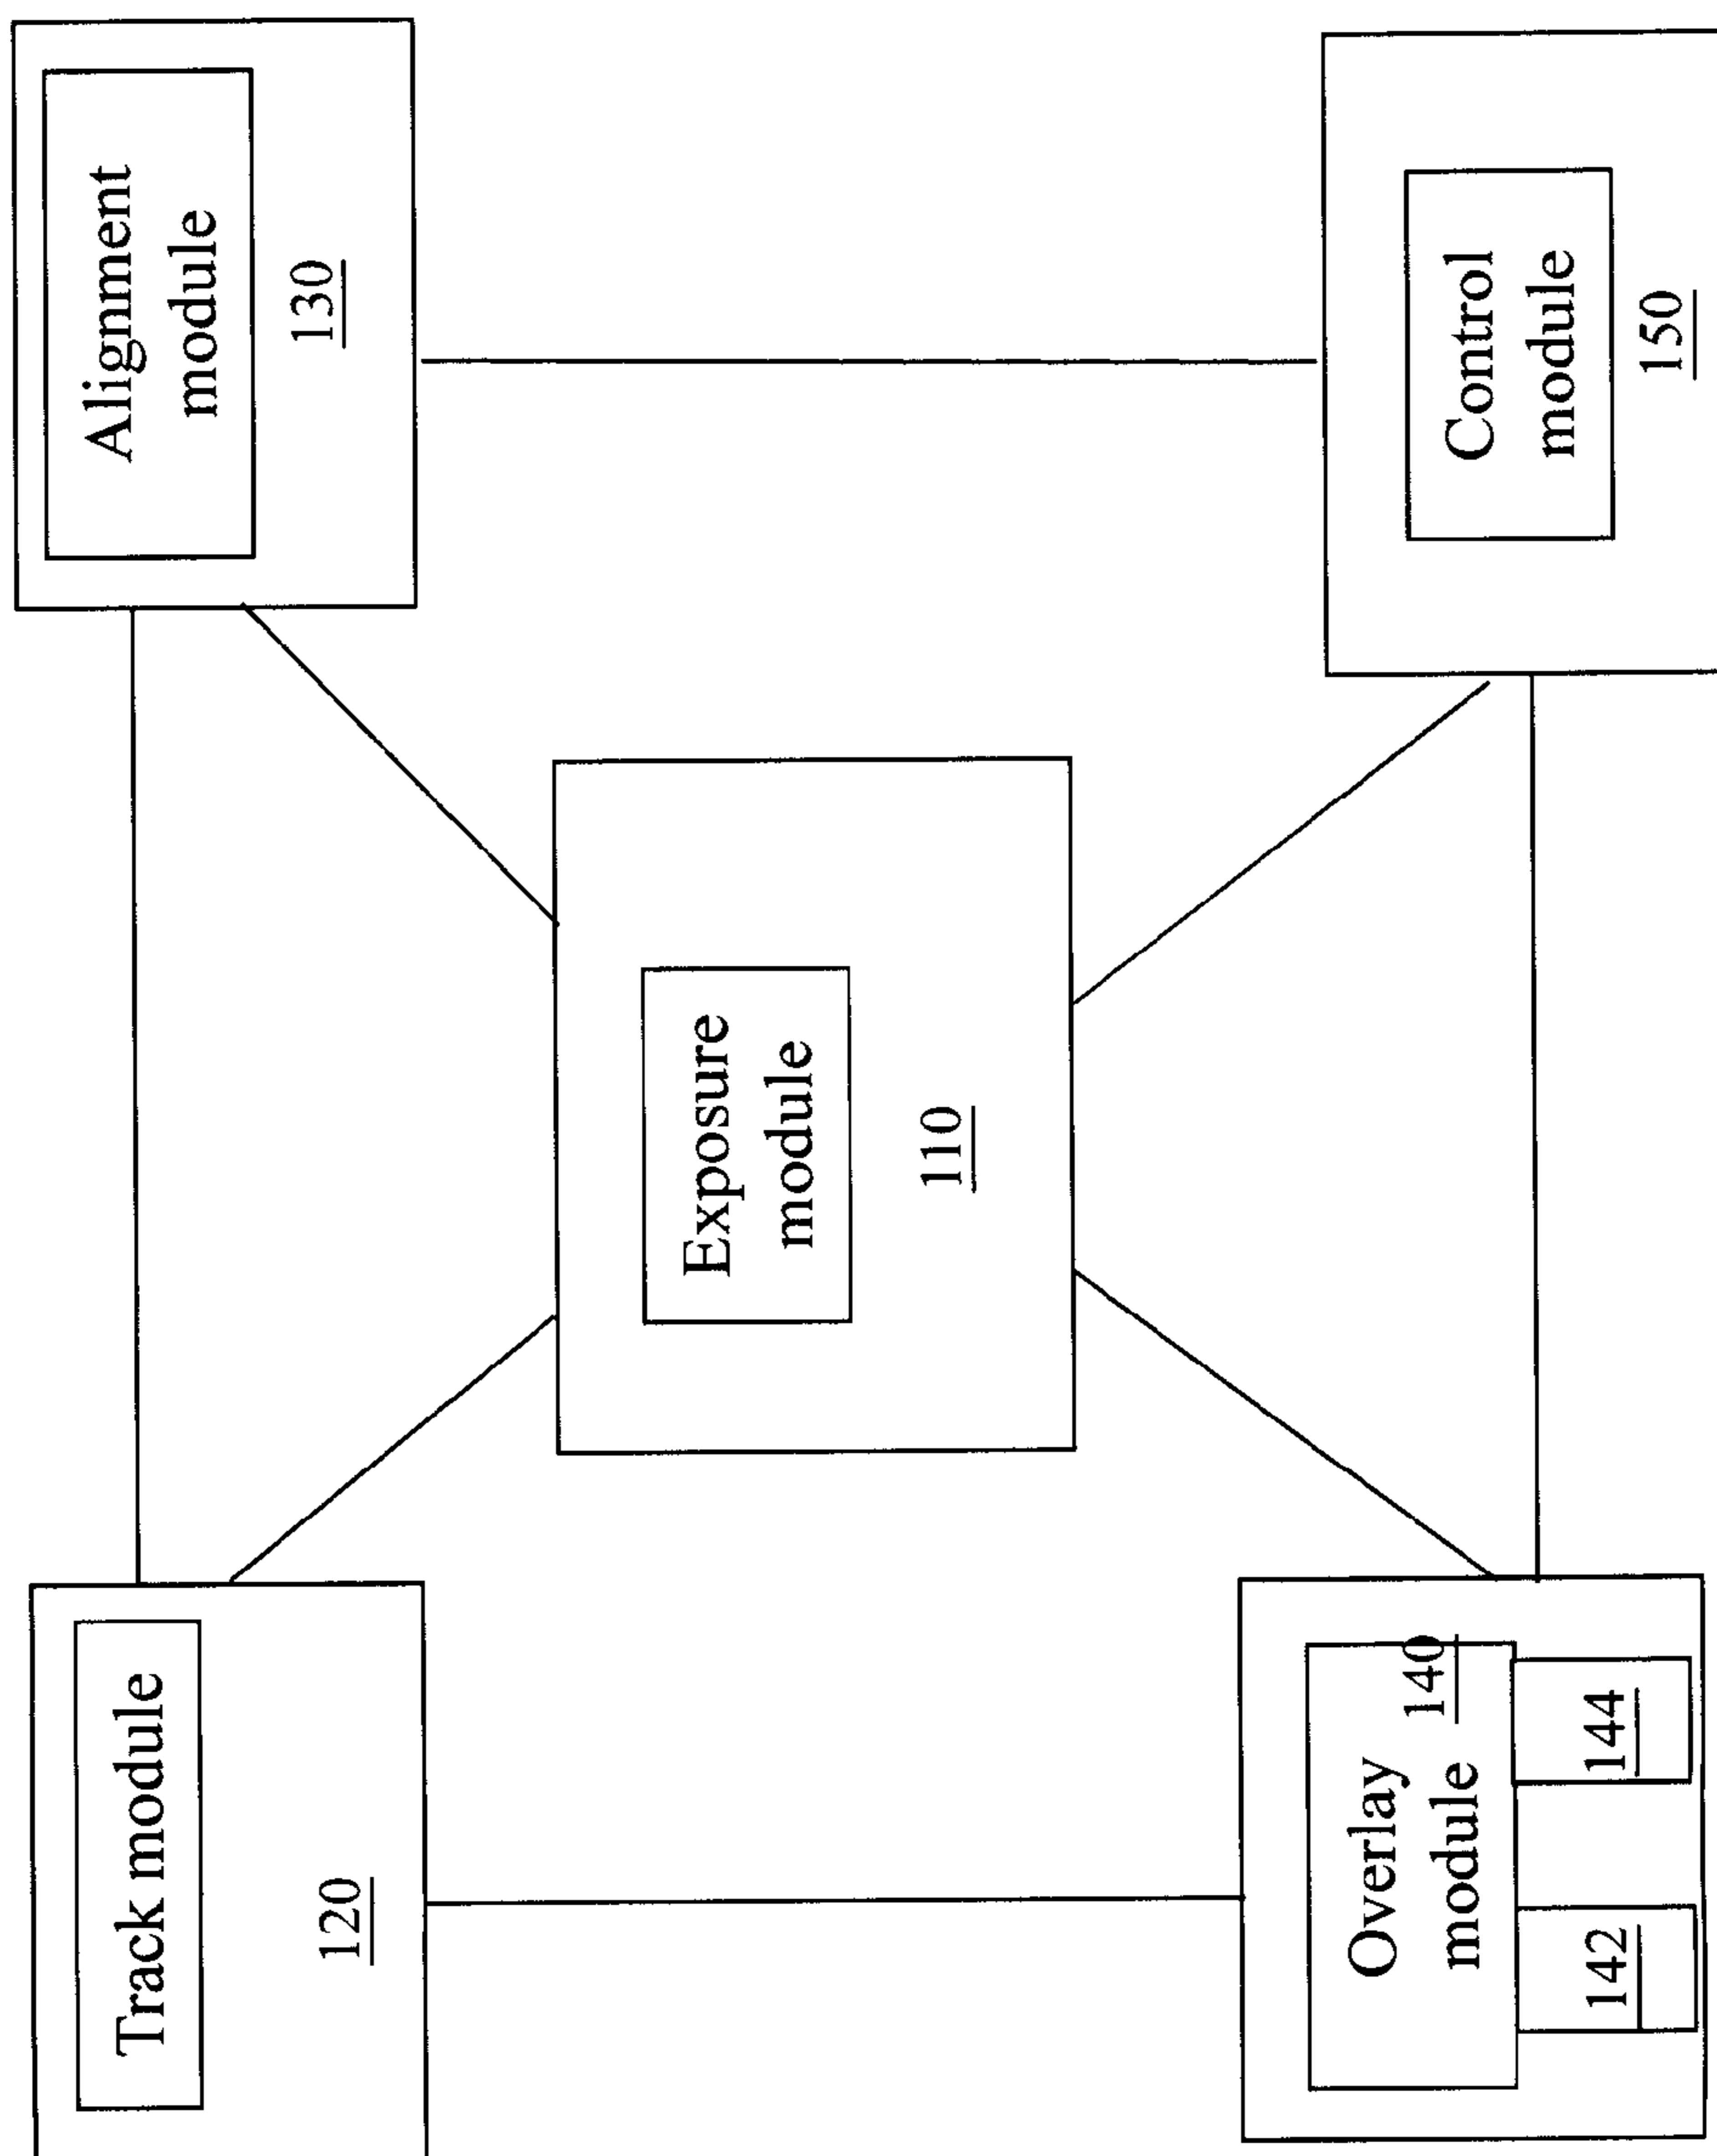 Track module
120
Alignment
module
130
Exposure
module
110
Overlay
module
140
142
144
Control
module
150